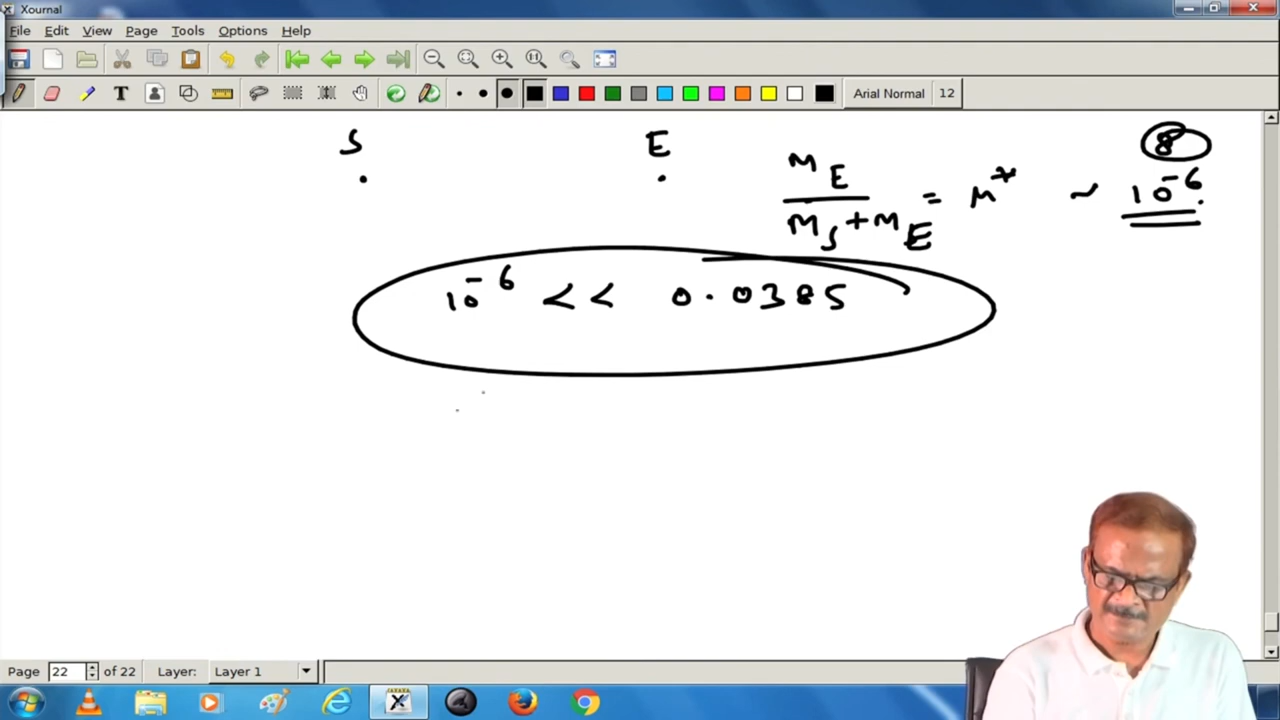 Xournal
File Edit View Page Tools Options Help
Arial Normal 12
S E 8
M_E / (M_S + M_E) = μ* ~ 10^-6
10^-6 << 0.0385
Page 22 of 22 Layer: Layer 1